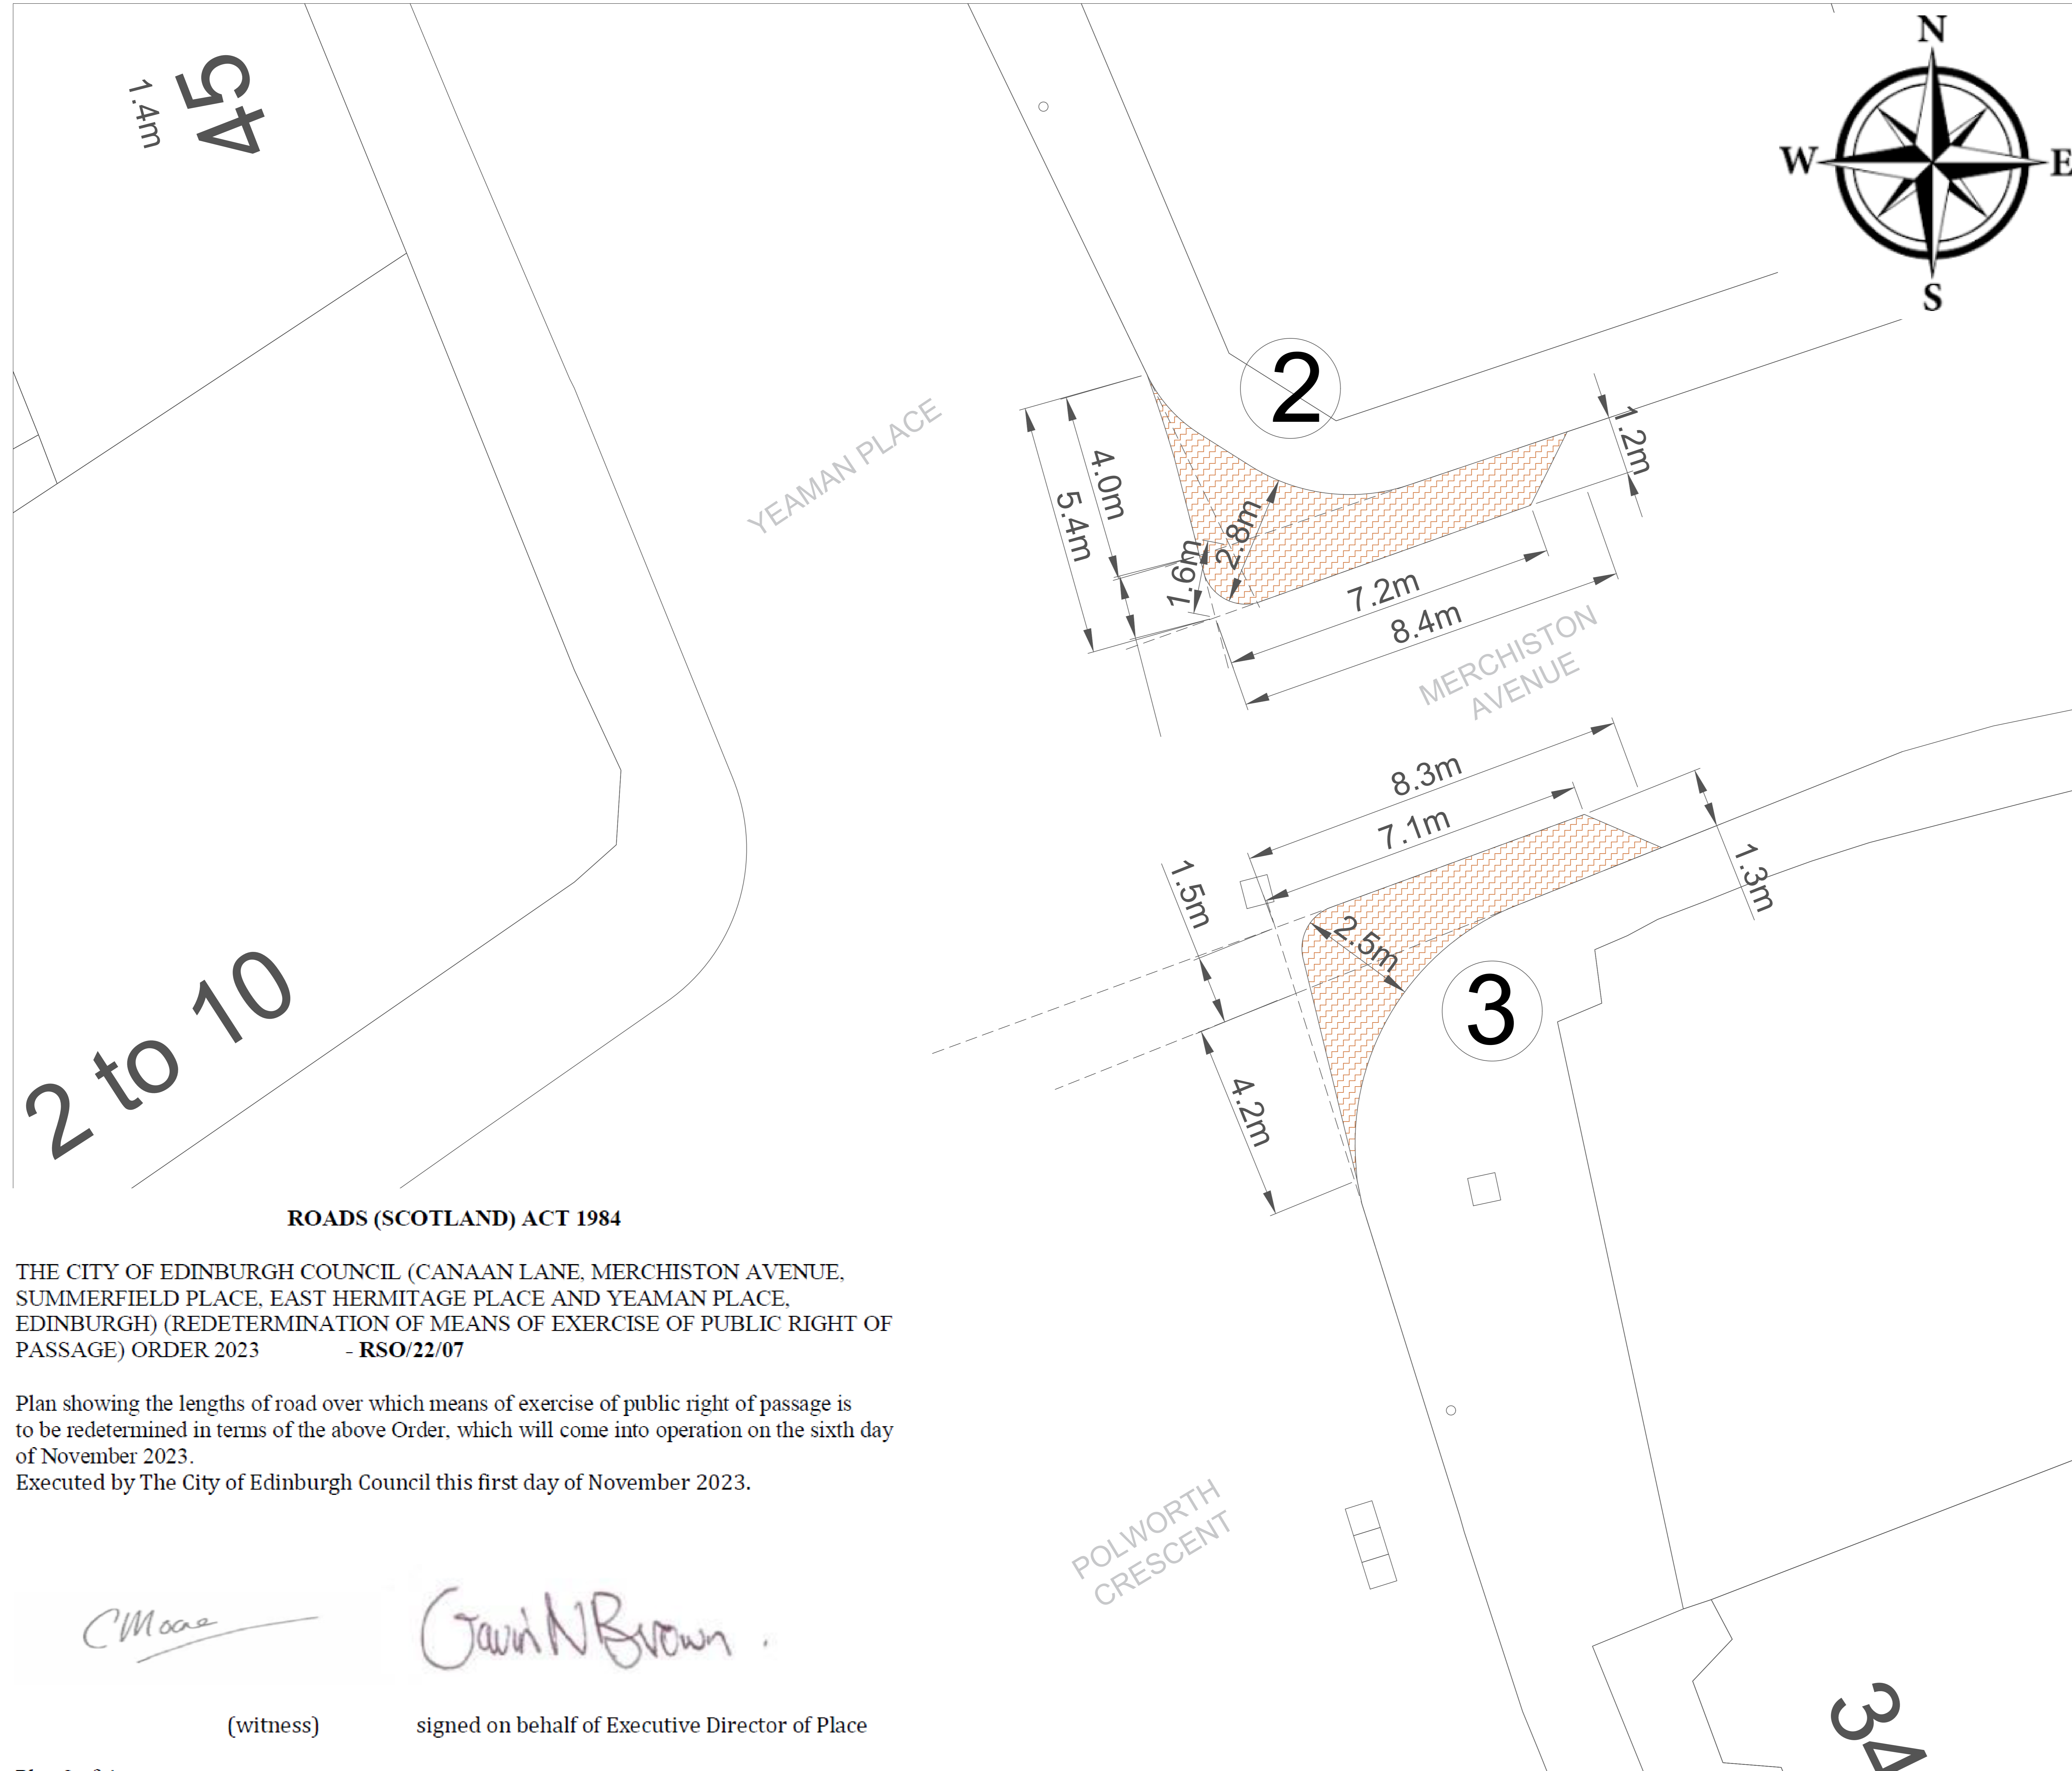 45
1.4m
N
W
E
S
2
YEAMAN PLACE
4.0m
5.4m
1.6m
2.8m
1.2m
7.2m
8.4m
MERCHISTON
AVENUE
8.3m
7.1m
1.5m
2.5m
1.3m
3
4.2m
2 to 10
ROADS (SCOTLAND) ACT 1984
THE CITY OF EDINBURGH COUNCIL (CANAAN LANE, MERCHISTON AVENUE,
SUMMERFIELD PLACE, EAST HERMITAGE PLACE AND YEAMAN PLACE,
EDINBURGH) (REDETERMINATION OF MEANS OF EXERCISE OF PUBLIC RIGHT OF
PASSAGE) ORDER 2023 - RSO/22/07
Plan showing the lengths of road over which means of exercise of public right of passage is
to be redetermined in terms of the above Order, which will come into operation on the sixth day
of November 2023.
Executed by The City of Edinburgh Council this first day of November 2023.
POLWORTH
CRESCENT
C Moore
Gavin N Brown.
(witness) signed on behalf of Executive Director of Place
34